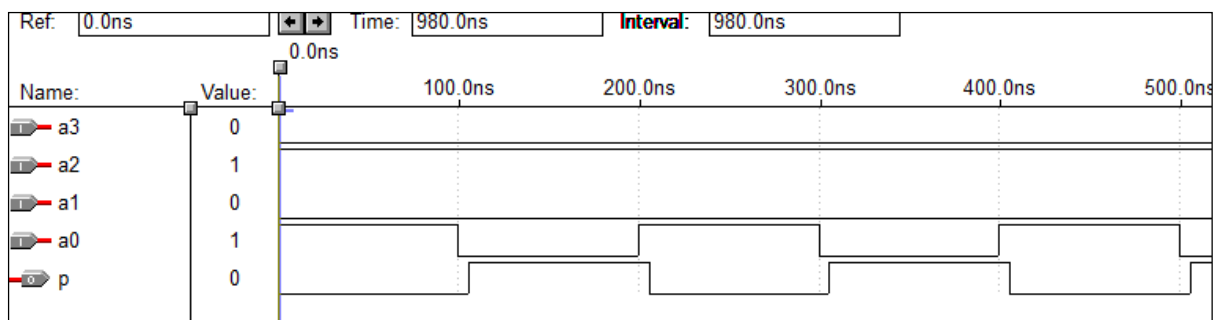 Ref: 0.0ns Time: 980.0ns Interval: 980.0ns
0.0ns
Name: Value: 100.0ns 200.0ns 300.0ns 400.0ns 500.0ns
I a3 0
I a2 1
I a1 0
I a0 1
O p 0